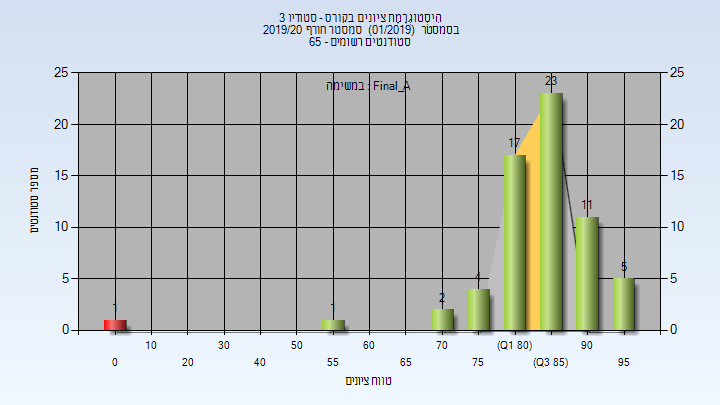 היסטוגרמת ציונים בקורס - סטודיו 3
בסמסטר (01/2019) סמסטר חורף 2019/20
סטודנטים רשומים - 65
במשימה : Final_A
מספר סטודנטים
25 25
20 20
15 15
10 10
5 5
0 0
1 1 2 4 17 23 11 5
10 30 50 60 70 (Q1 80) 90
0 20 40 55 65 75 (Q3 85) 95
טווח ציונים